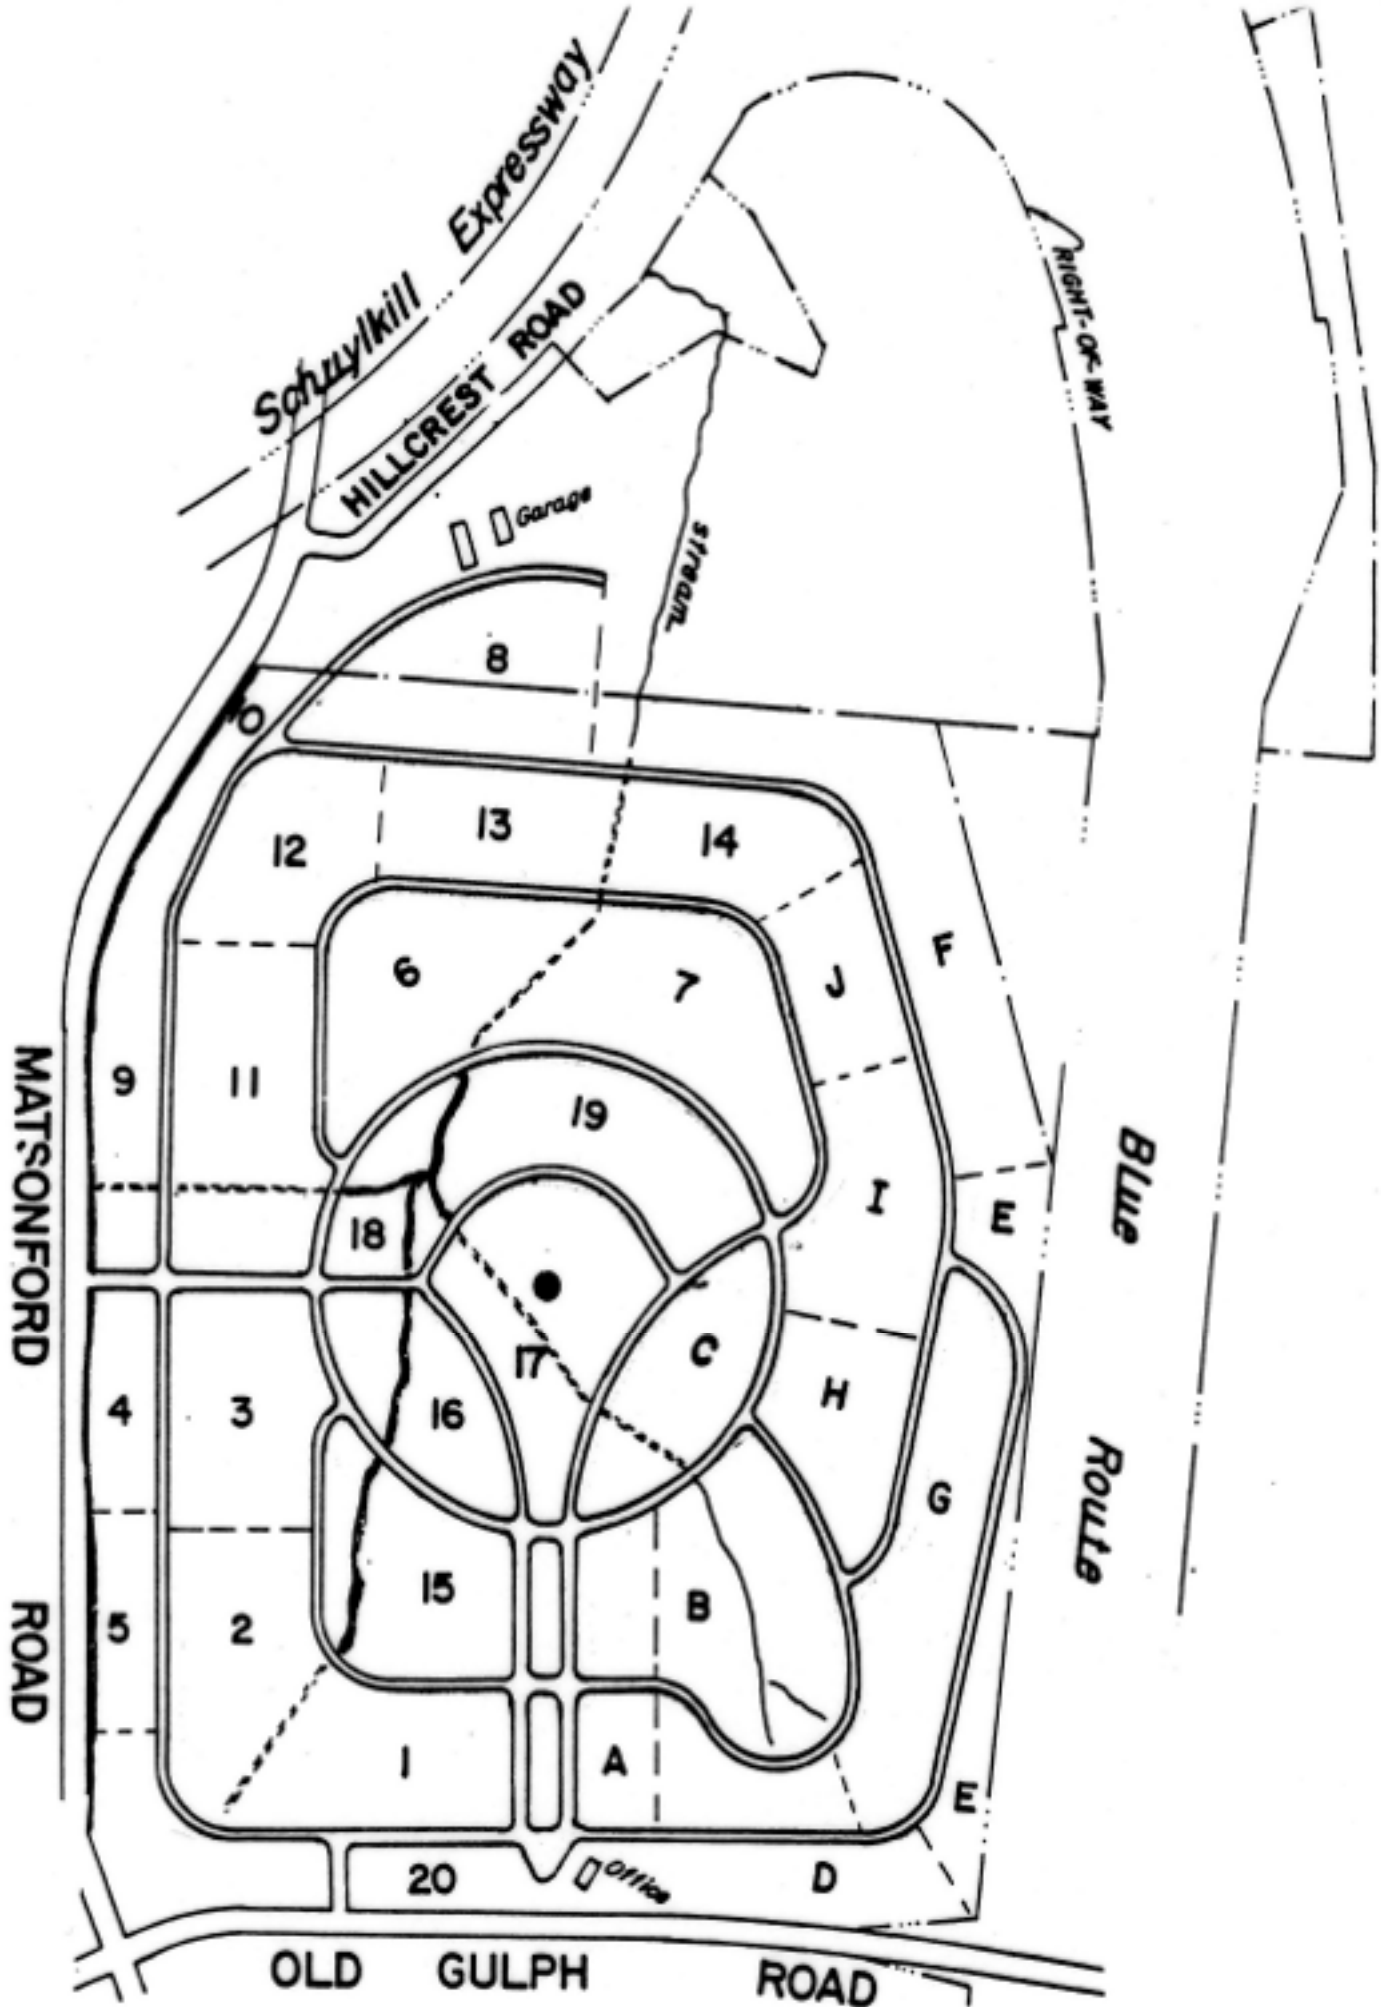 Schuylkill Expressway
HILLCREST ROAD
RIGHT-OF-WAY
Garage
stream
8
10
12
13
14
6
7
J
F
9
11
19
18
I
E
Blue Route
17
C
4
3
16
H
G
MATSONFORD ROAD
5
2
15
B
1
A
E
20
Office
D
OLD GULPH ROAD